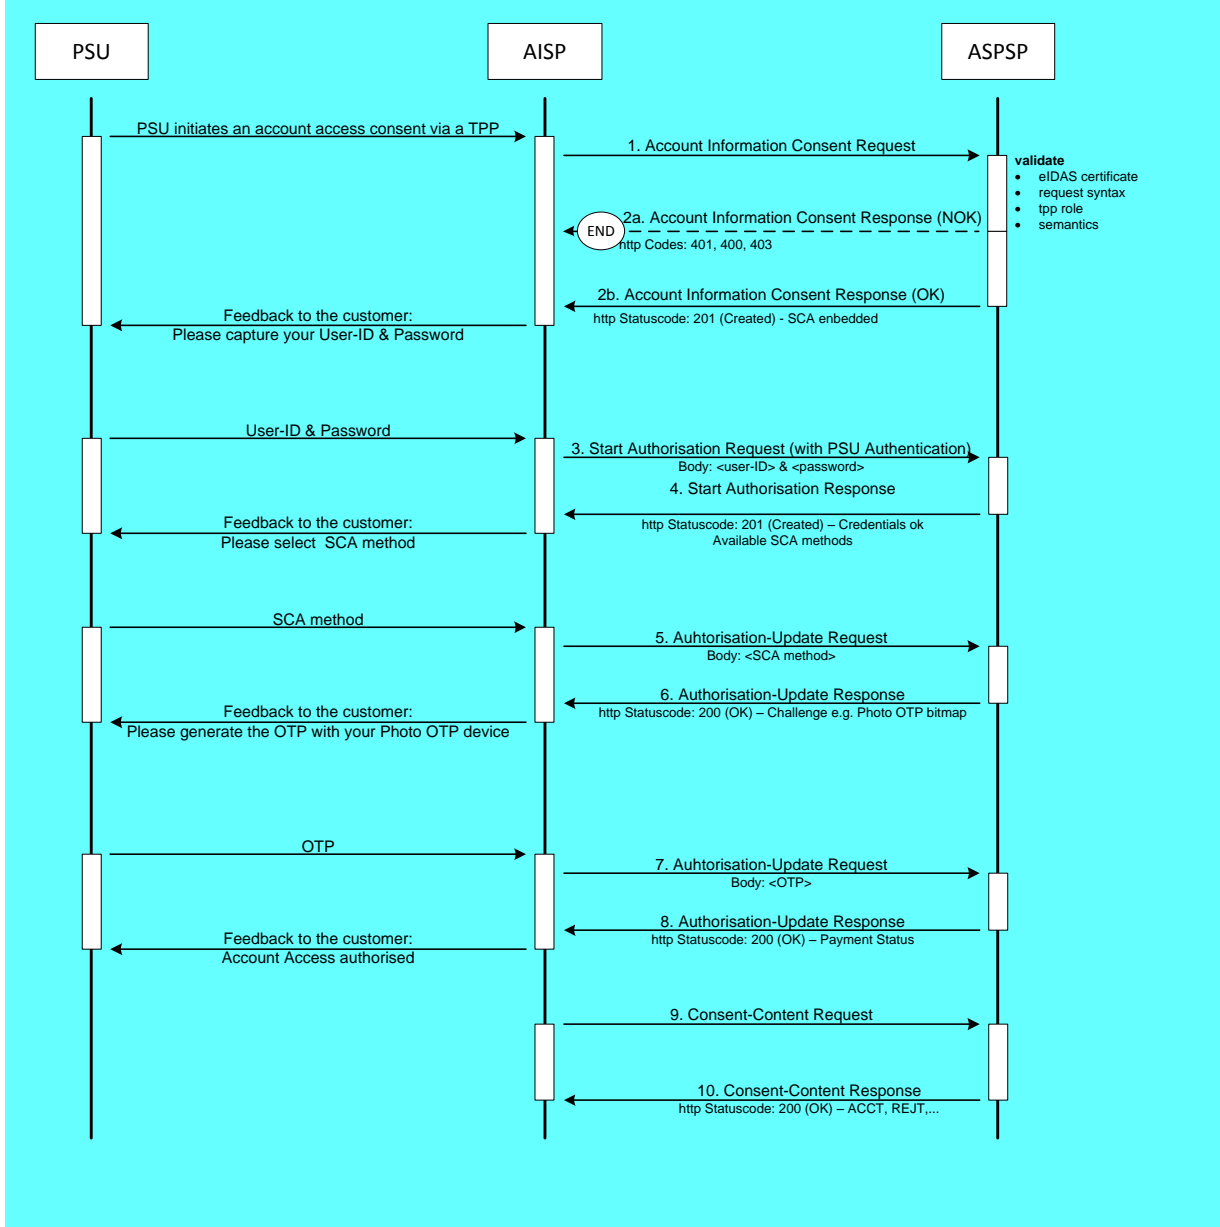 PSU
AISP
ASPSP
PSU initiates an account access consent via a TPP
1. Account Information Consent Request
validate
• eIDAS certificate
• request syntax
• tpp role
• semantics
2a. Account Information Consent Response (NOK)
END
http Codes: 401, 400, 403
2b. Account Information Consent Response (OK)
http Statuscode: 201 (Created) - SCA enbedded
Feedback to the customer:
Please capture your User-ID & Password
User-ID & Password
3. Start Authorisation Request (with PSU Authentication)
Body: <user-ID> & <password>
4. Start Authorisation Response
http Statuscode: 201 (Created) – Credentials ok
Available SCA methods
Feedback to the customer:
Please select  SCA method
SCA method
5. Auhtorisation-Update Request
Body: <SCA method>
6. Authorisation-Update Response
http Statuscode: 200 (OK) – Challenge e.g. Photo OTP bitmap
Feedback to the customer:
Please generate the OTP with your Photo OTP device
OTP
7. Auhtorisation-Update Request
Body: <OTP>
8. Authorisation-Update Response
http Statuscode: 200 (OK) – Payment Status
Feedback to the customer:
Account Access authorised
9. Consent-Content Request
10. Consent-Content Response
http Statuscode: 200 (OK) – ACCT, REJT,...